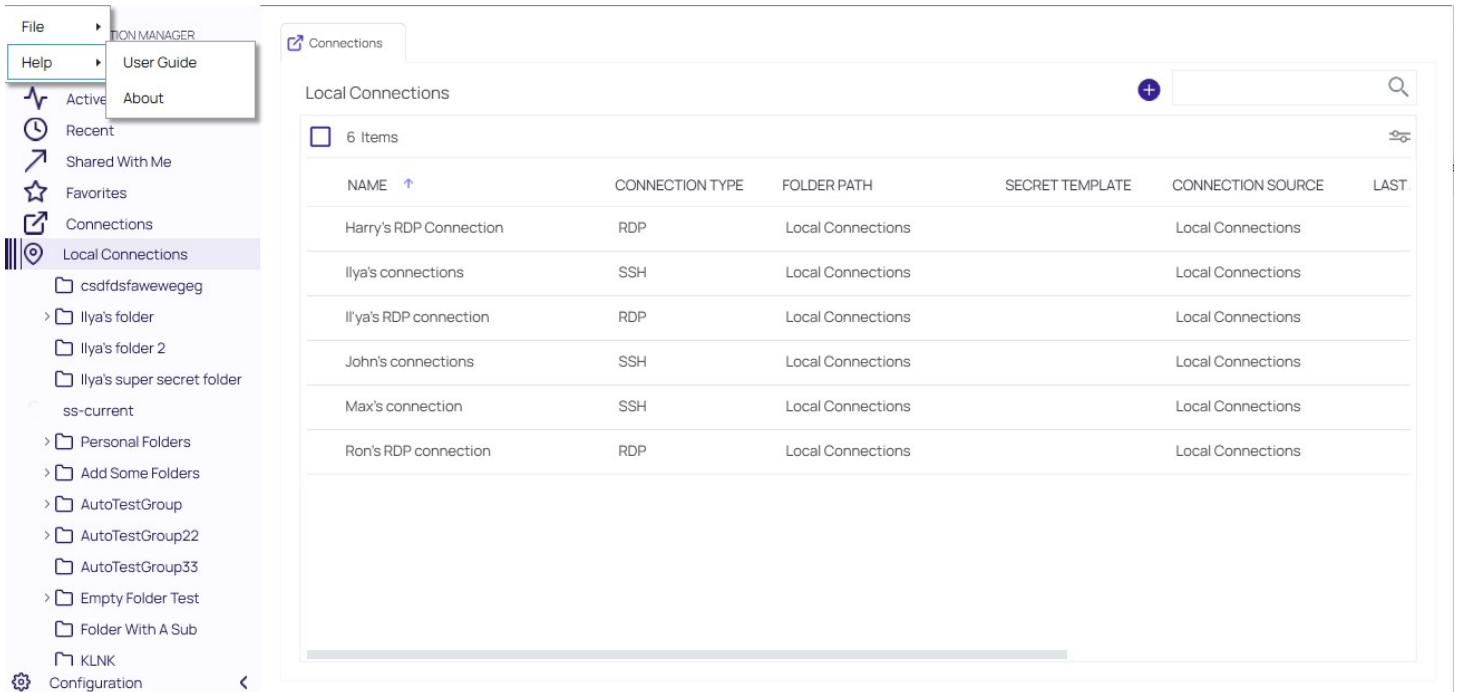 File
TION MANAGER
Help
User Guide
About
Active
Recent
Shared With Me
Favorites
Connections
Local Connections
csdfdsfawewegeg
Ilya's folder
Ilya's folder 2
Ilya's super secret folder
ss-current
Personal Folders
Add Some Folders
AutoTestGroup
AutoTestGroup22
AutoTestGroup33
Empty Folder Test
Folder With A Sub
KLNK
Configuration
Connections
Local Connections
6 Items
NAME CONNECTION TYPE FOLDER PATH SECRET TEMPLATE CONNECTION SOURCE LAST
Harry's RDP Connection RDP Local Connections Local Connections
Ilya's connections SSH Local Connections Local Connections
Il'ya's RDP connection RDP Local Connections Local Connections
John's connections SSH Local Connections Local Connections
Max's connection SSH Local Connections Local Connections
Ron's RDP connection RDP Local Connections Local Connections